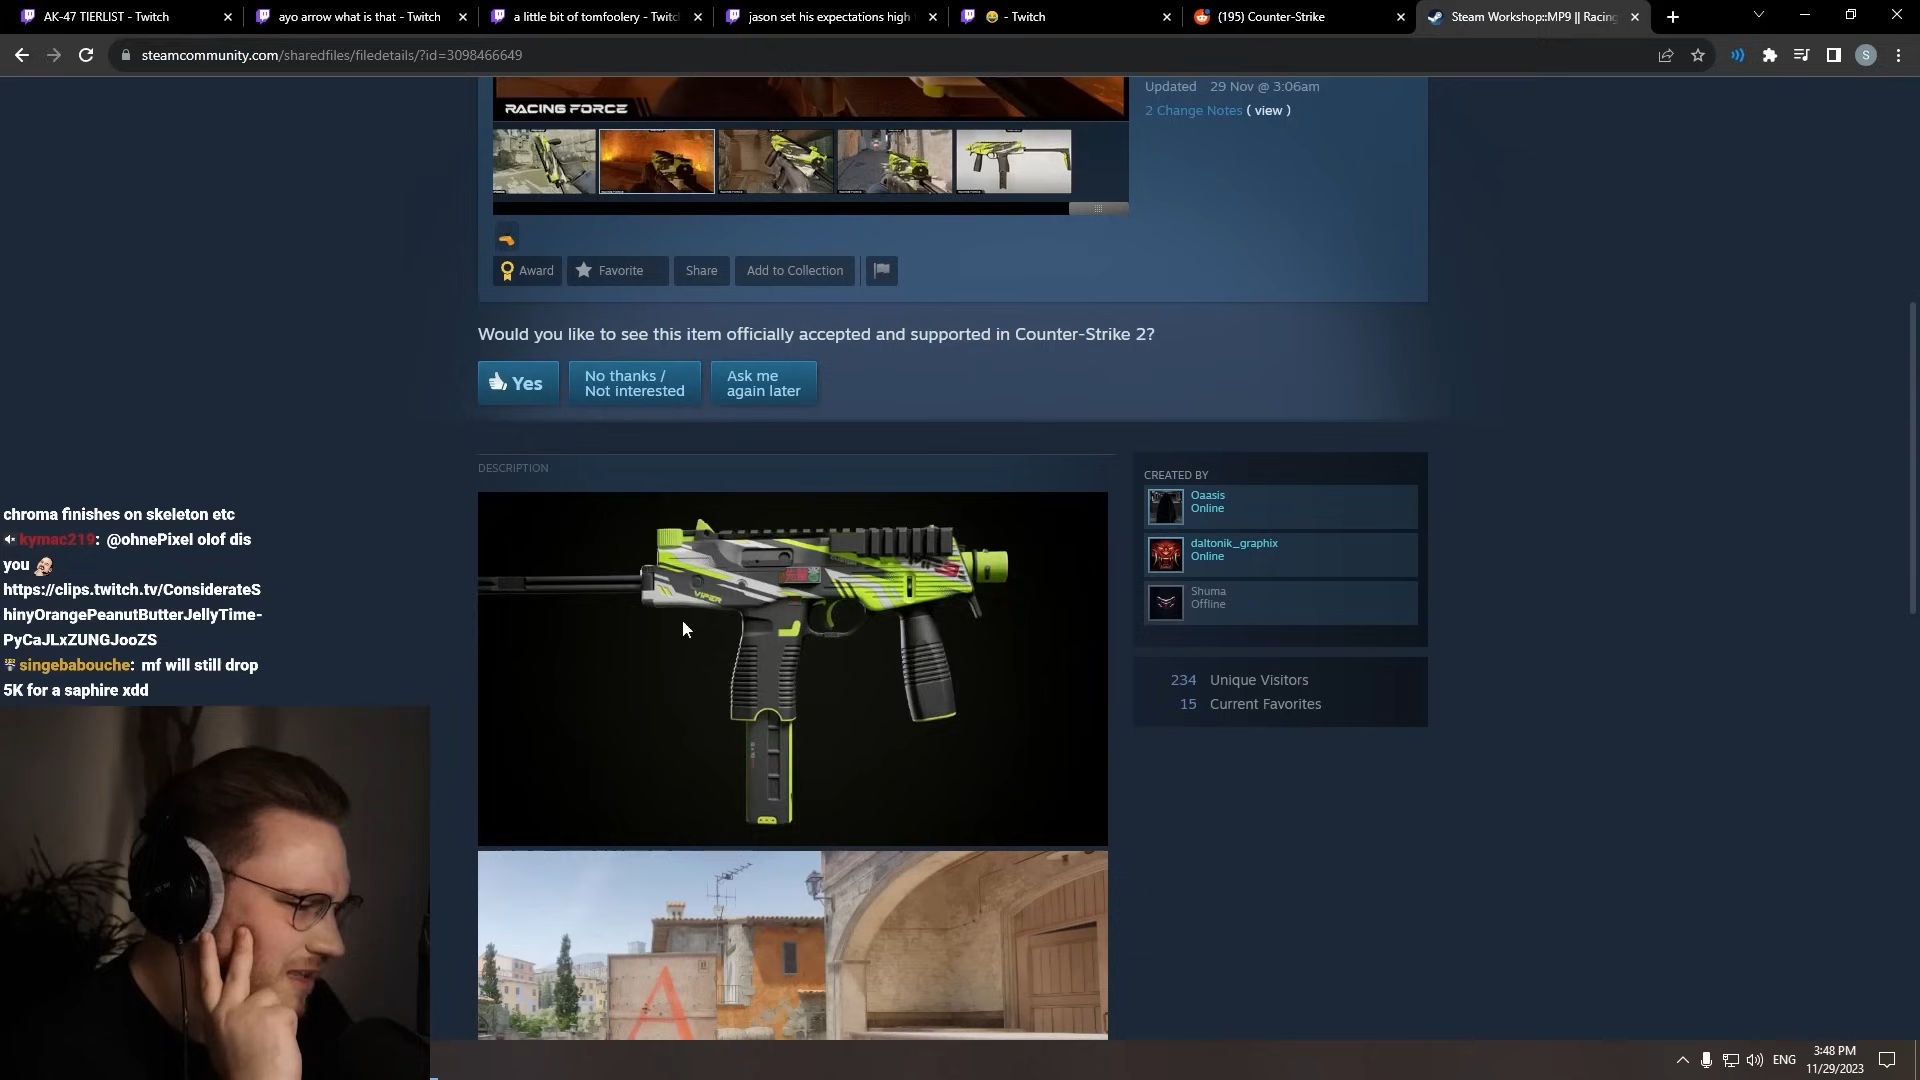 AK-47 TIERLIST - Twitch
ayo arrow what is that - Twitch
a little bit of tomfoolery - Twitc
jason set his expectations high
- Twitch
(195) Counter-Strike
Steam Workshop::MP9 || Racing
steamcommunity.com/sharedfiles/filedetails/?id=3098466649
S
RACING FORCE
Updated 29 Nov @ 3:06am
2 Change Notes ( view )
Award
Favorite
Share
Add to Collection
Would you like to see this item officially accepted and supported in Counter-Strike 2?
Yes
No thanks /
Not interested
Ask me
again later
DESCRIPTION
VIPER
A
CREATED BY
Oaasis
Online
daltonik_graphix
Online
Shuma
Offline
234 Unique Visitors
15 Current Favorites
chroma finishes on skeleton etc
kymac219: @ohnePixel olof dis
you
https://clips.twitch.tv/ConsiderateS
hinyOrangePeanutButterJellyTime-
PyCaJLxZUNGJooZS
singebabouche: mf will still drop
5K for a saphire xdd
ENG
3:48 PM
11/29/2023